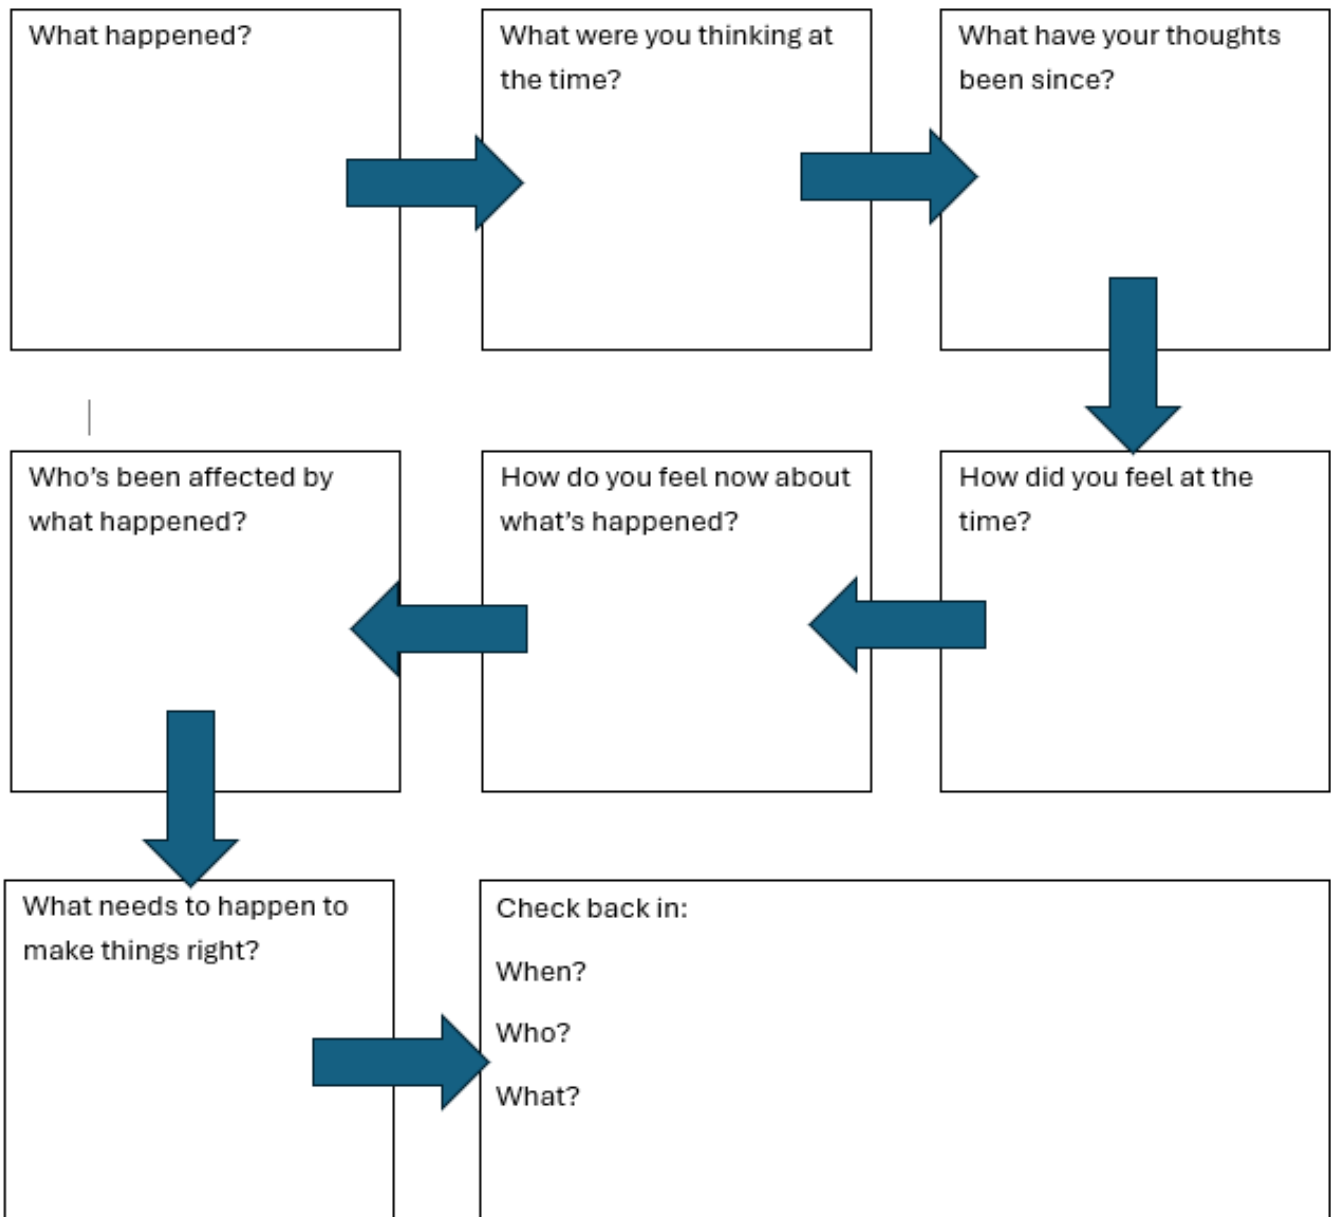 What happened?
What were you thinking at
the time?
What have your thoughts
been since?
How did you feel at the
time?
How do you feel now about
what's happened?
Who's been affected by
what happened?
What needs to happen to
make things right?
Check back in:
When?
Who?
What?